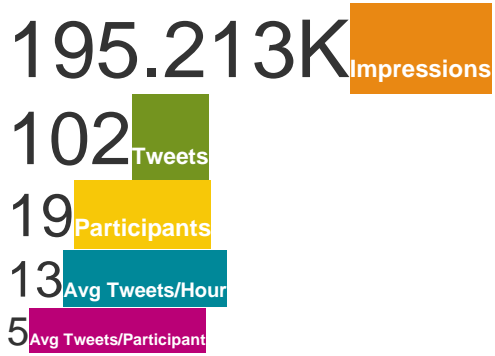 195.213K Impressions
102 Tweets
19 Participants
13 Avg Tweets/Hour
5 Avg Tweets/Participant